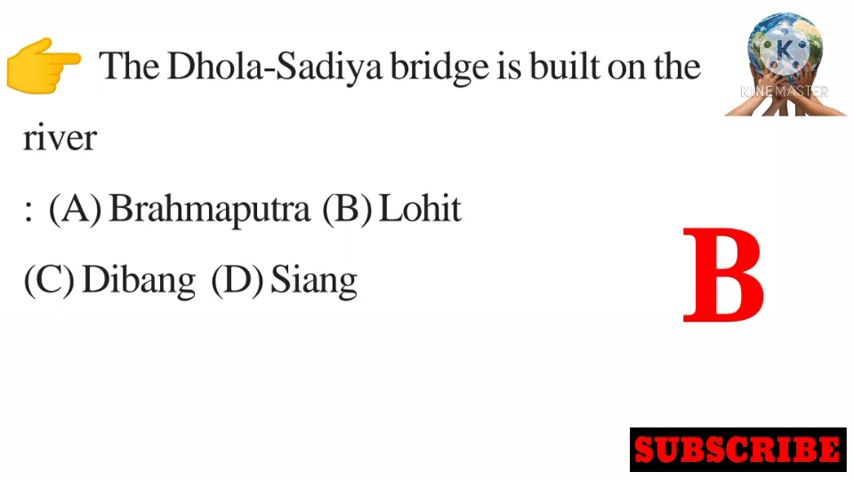 The Dhola-Sadiya bridge is built on the
river
: (A) Brahmaputra (B) Lohit
(C) Dibang (D) Siang
B
K
KINEMASTER
SUBSCRIBE